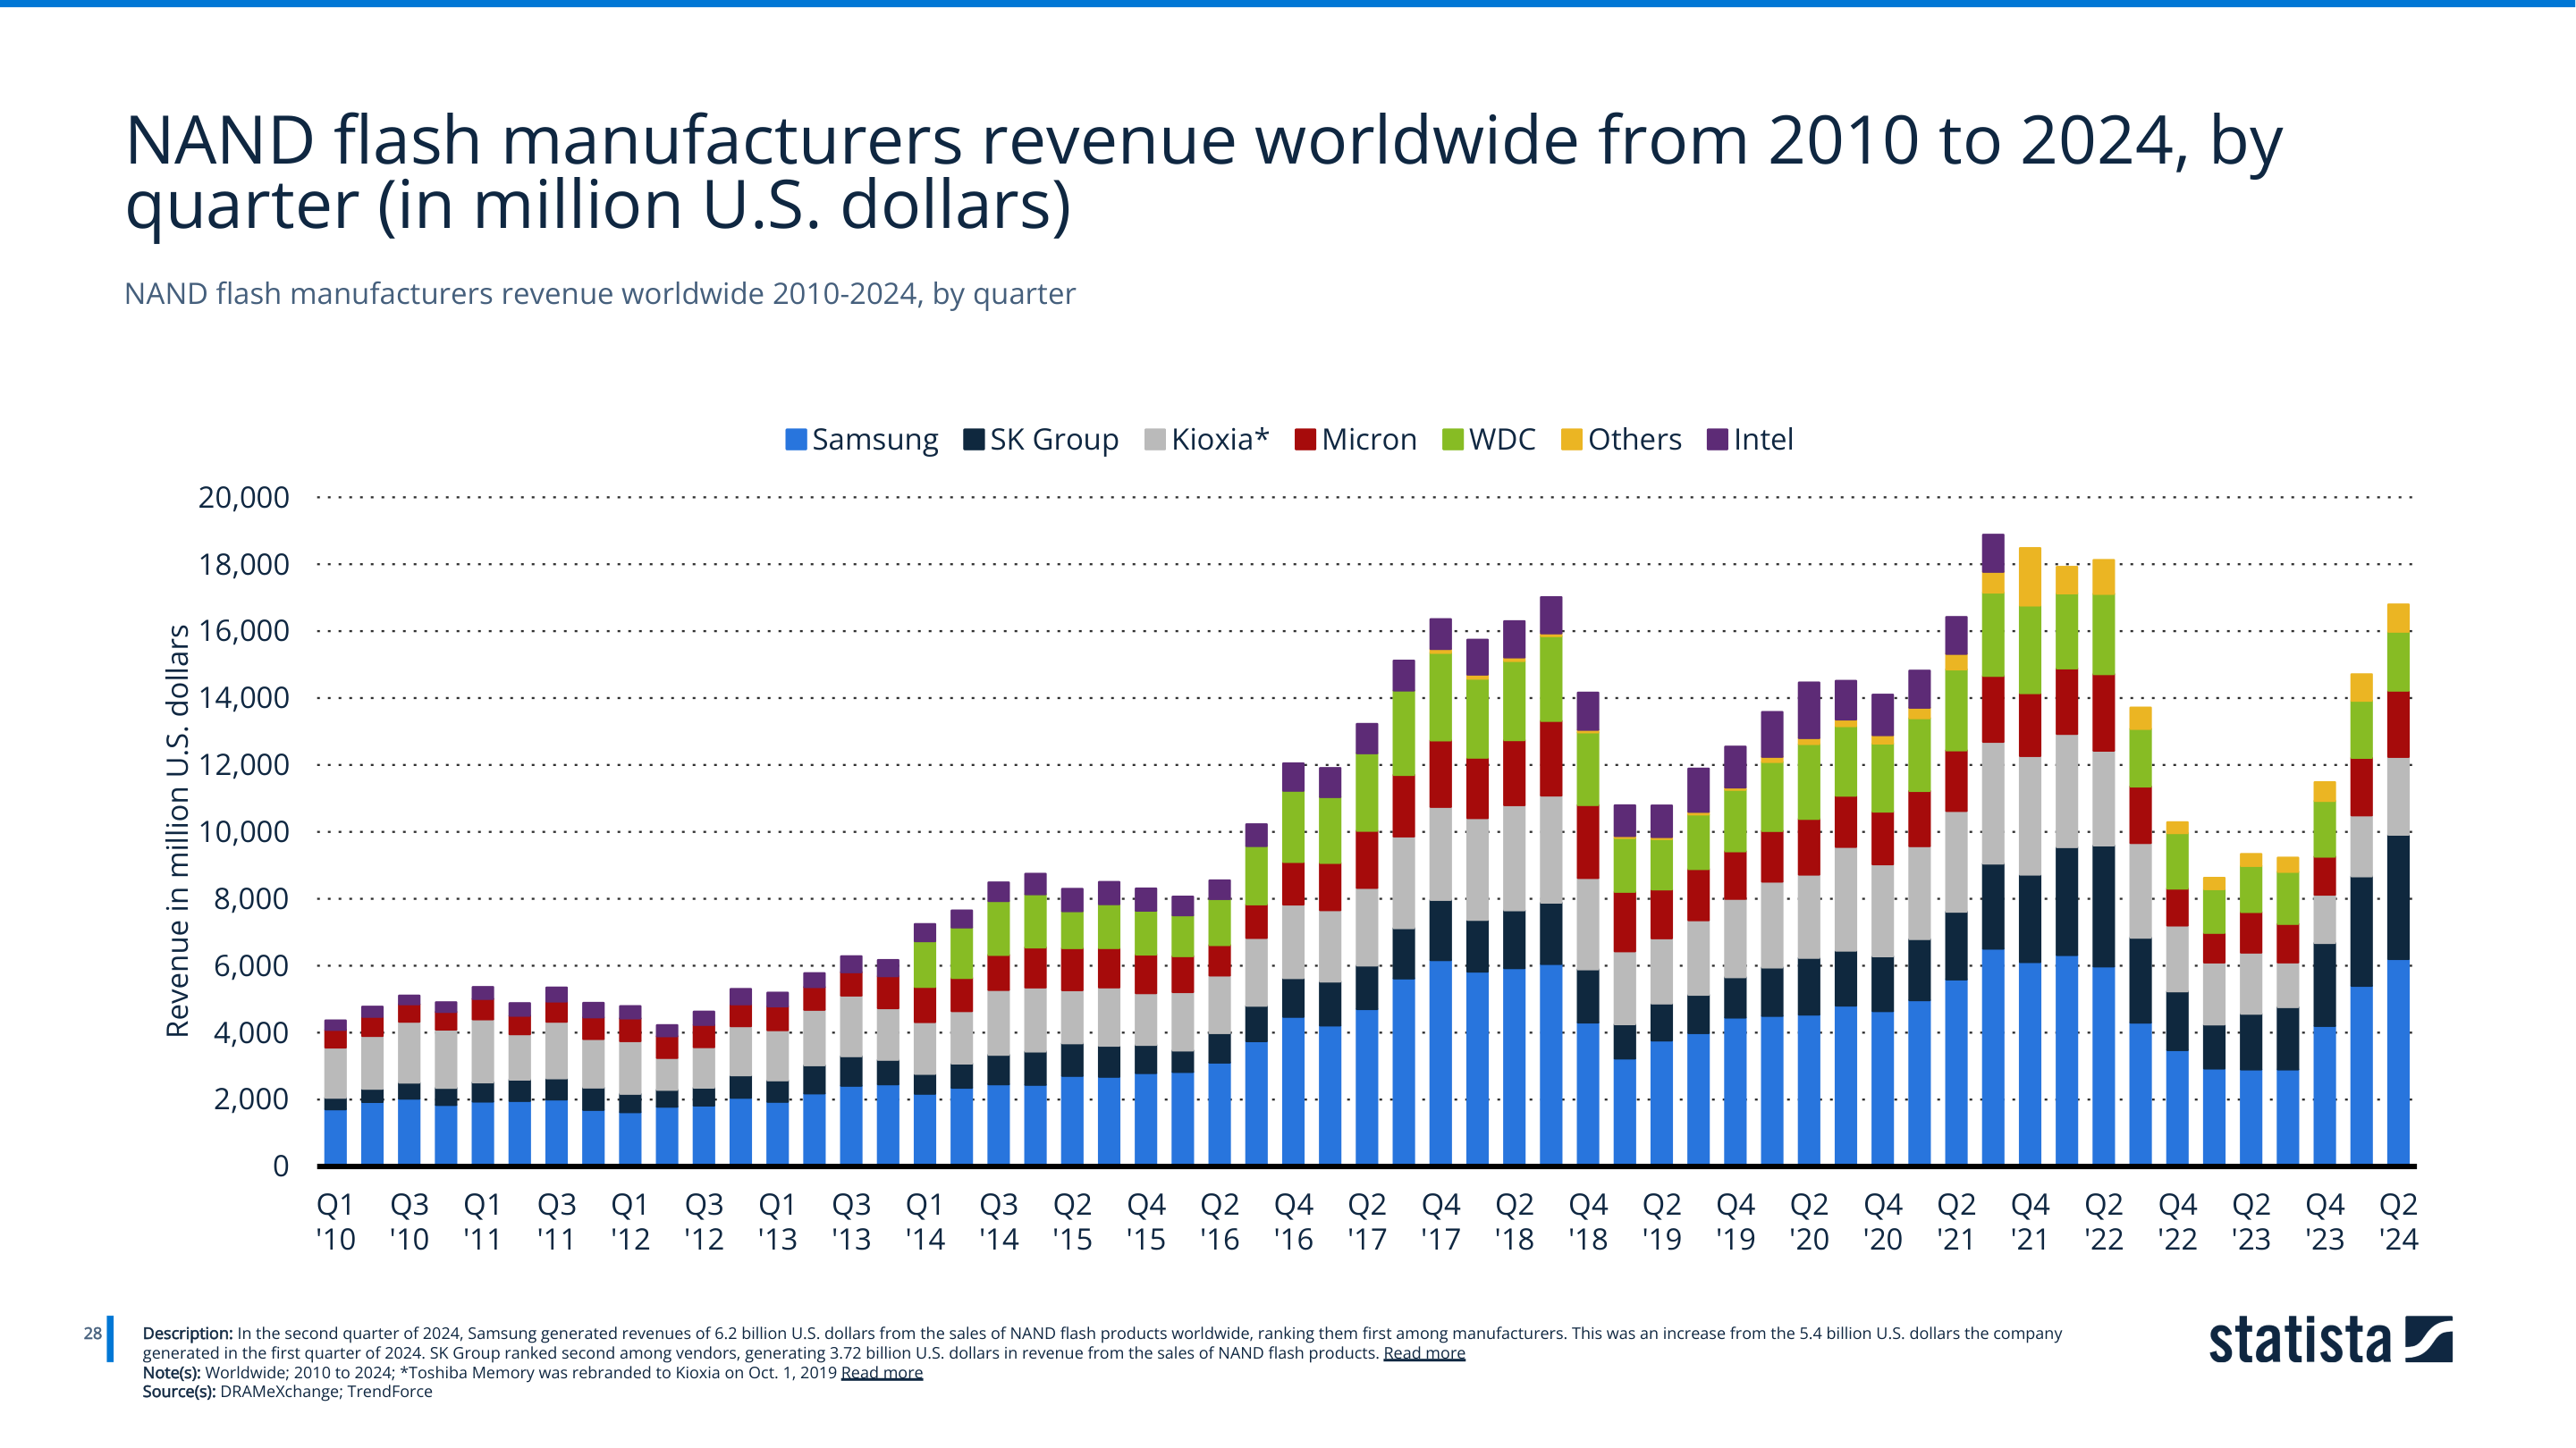 NAND flash manufacturers revenue worldwide from 2010 to 2024, by
quarter (in million U.S. dollars)
NAND flash manufacturers revenue worldwide 2010-2024, by quarter
Samsung SK Group Kioxia* Micron WDC Others Intel
Revenue in million U.S. dollars
20,000
18,000
16,000
14,000
12,000
10,000
8,000
6,000
4,000
2,000
0
Q1 Q3 Q1 Q3 Q1 Q3 Q1 Q3 Q1 Q3 Q2 Q4 Q2 Q4 Q2 Q4 Q2 Q4 Q2 Q4 Q2 Q4 Q2 Q4 Q2 Q4 Q2 Q4 Q2
'10 '10 '11 '11 '12 '12 '13 '13 '14 '14 '15 '15 '16 '16 '17 '17 '18 '18 '19 '19 '20 '20 '21 '21 '22 '22 '23 '23 '24
28
Description: In the second quarter of 2024, Samsung generated revenues of 6.2 billion U.S. dollars from the sales of NAND flash products worldwide, ranking them first among manufacturers. This was an increase from the 5.4 billion U.S. dollars the company
generated in the first quarter of 2024. SK Group ranked second among vendors, generating 3.72 billion U.S. dollars in revenue from the sales of NAND flash products. Read more
Note(s): Worldwide; 2010 to 2024; *Toshiba Memory was rebranded to Kioxia on Oct. 1, 2019 Read more
Source(s): DRAMeXchange; TrendForce
statista